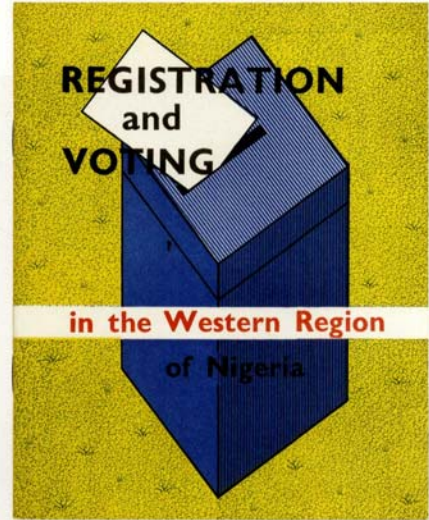 REGISTRATION
and
VOTING
in the Western Region
of Nigeria